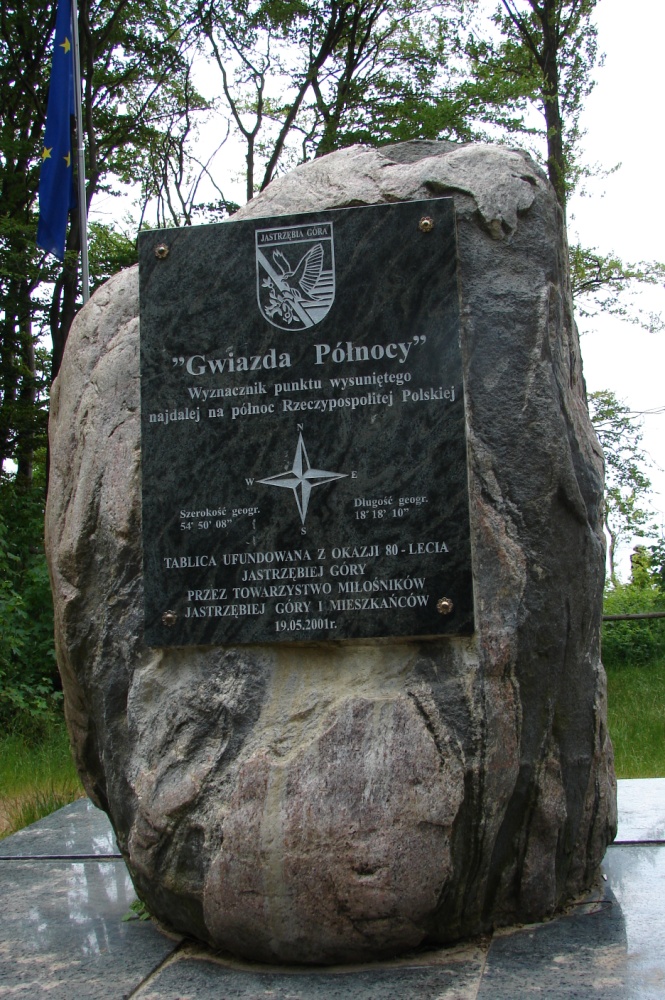 JASTRZĘBIA GÓRA
”Gwiazda Północy”
Wyznacznik punktu wysuniętego
najdalej na północ Rzeczypospolitej Polskiej
N
W E
Szerokość geogr. Długość geogr.
54° 50' 08” 18° 18' 10”
S
TABLICA UFUNDOWANA Z OKAZJI 80-LECIA
JASTRZĘBIEJ GÓRY
PRZEZ TOWARZYSTWO MIŁOŚNIKÓW
JASTRZĘBIEJ GÓRY I MIESZKAŃCÓW
19.05.2001r.